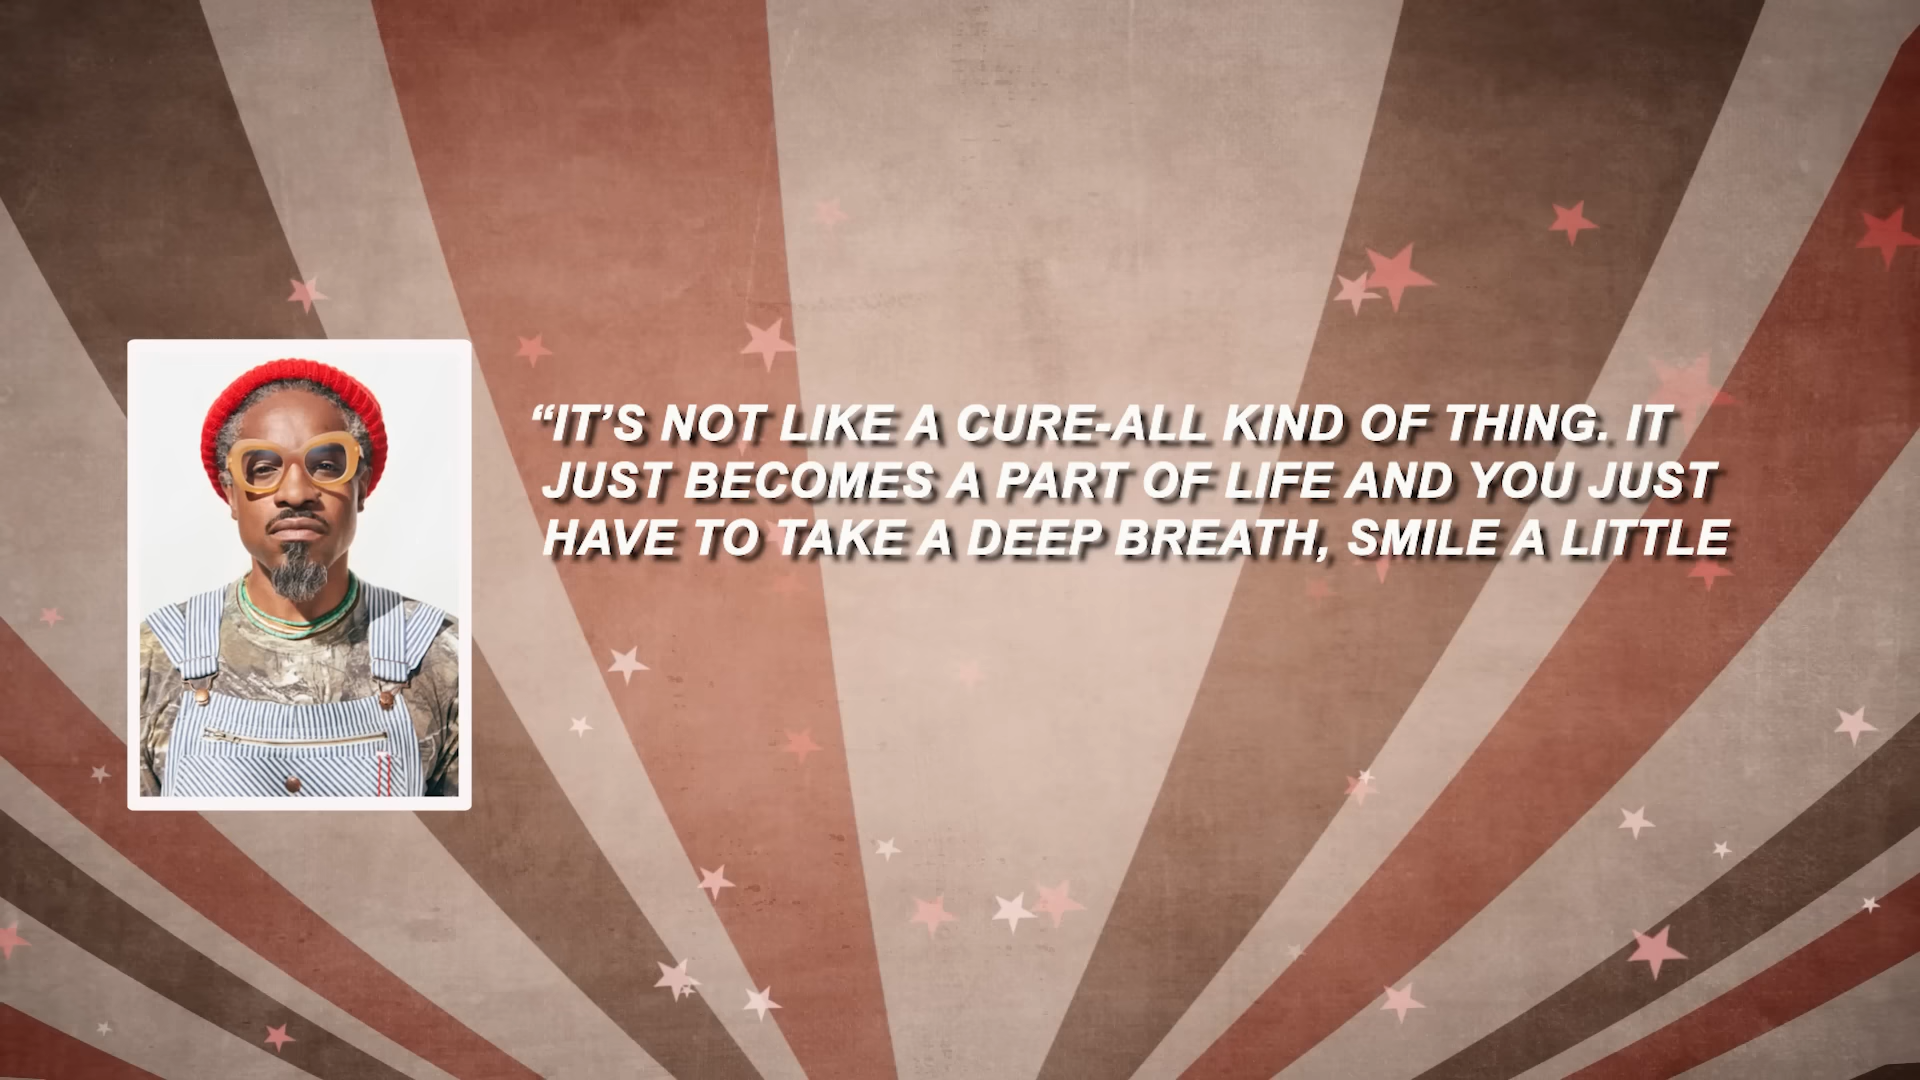 “IT’S NOT LIKE A CURE-ALL KIND OF THING. IT
JUST BECOMES A PART OF LIFE AND YOU JUST
HAVE TO TAKE A DEEP BREATH, SMILE A LITTLE